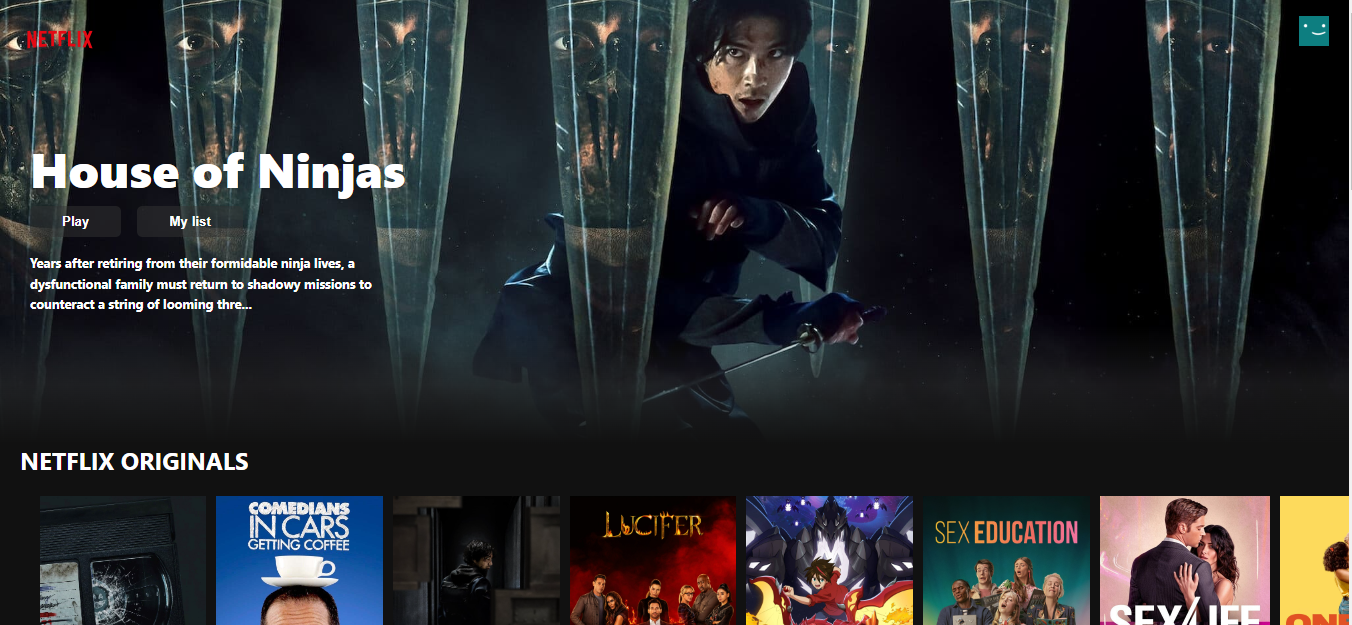 NETFLIX
House of Ninjas
Play
My list
Years after retiring from their formidable ninja lives, a
dysfunctional family must return to shadowy missions to
counteract a string of looming thre...
NETFLIX ORIGINALS
COMEDIANS
IN CARS
GETTING COFFEE
LUCIFER
SEX EDUCATION
SEX/LIFE